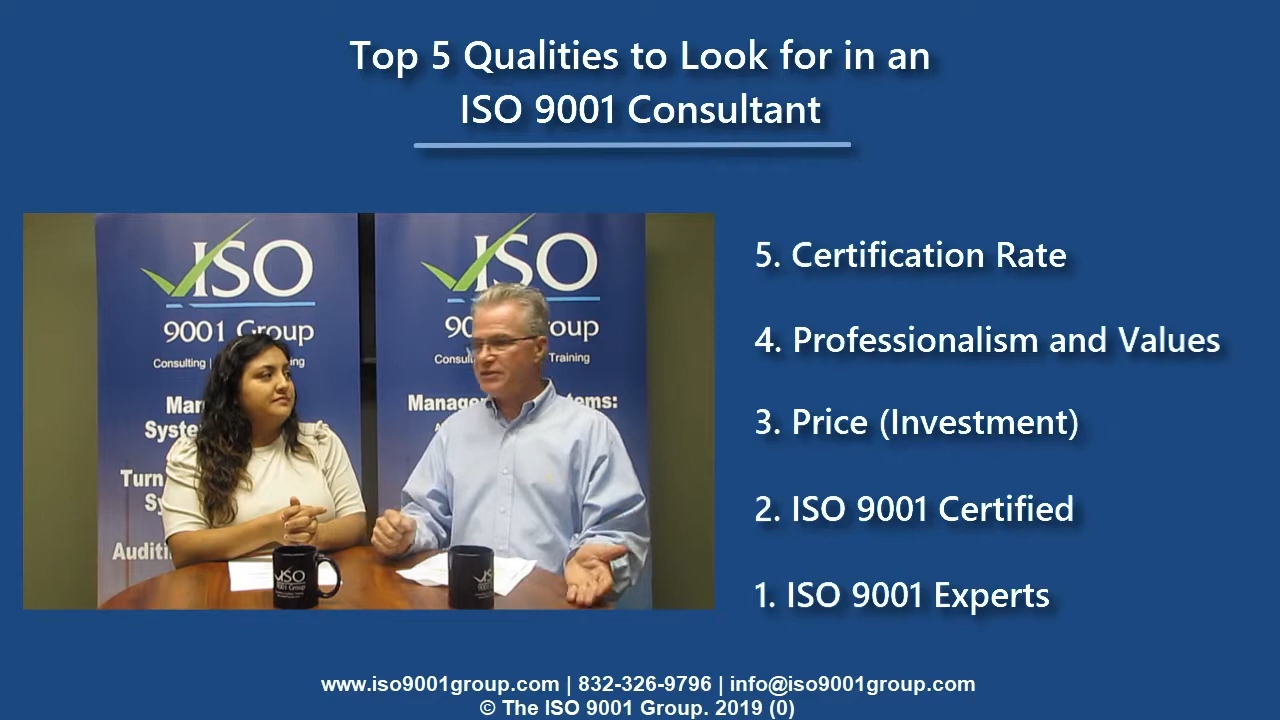 Top 5 Qualities to Look for in an
ISO 9001 Consultant
ISO
9001 Group
Consulting |
ISO
Group
Training
5. Certification Rate
4. Professionalism and Values
3. Price (Investment)
2. ISO 9001 Certified
1. ISO 9001 Experts
ISO
www.iso9001group.com | 832-326-9796 | info@iso9001group.com
© The ISO 9001 Group. 2019 (0)